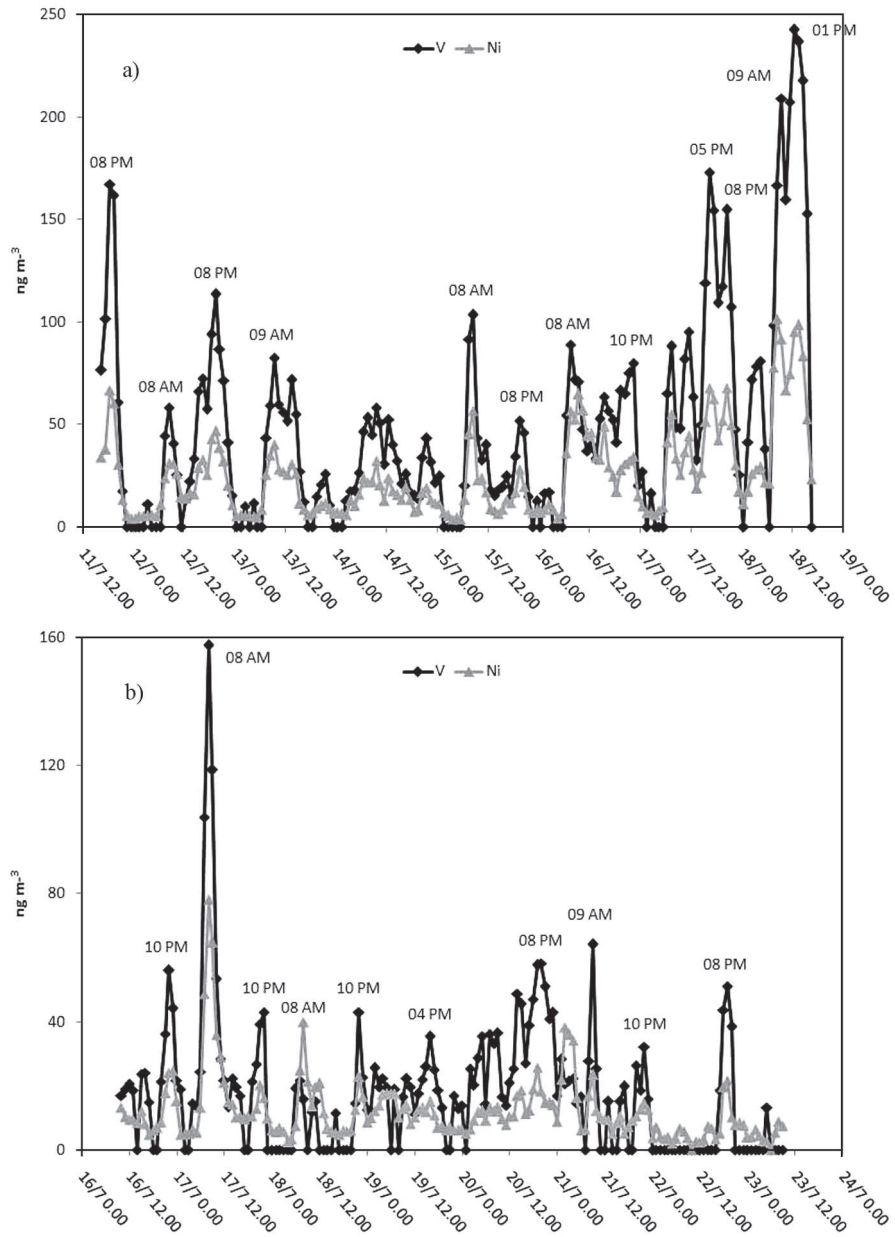 250
200
150
100
50
0
ng m-3
a)
V
Ni
08 PM
08 AM
08 PM
09 AM
08 AM
08 PM
08 AM
10 PM
05 PM
08 PM
09 AM
01 PM
11/7 12.00
12/7 0.00
12/7 12.00
13/7 0.00
13/7 12.00
14/7 0.00
14/7 12.00
15/7 0.00
15/7 12.00
16/7 0.00
16/7 12.00
17/7 0.00
17/7 12.00
18/7 0.00
18/7 12.00
19/7 0.00
160
120
80
40
0
ng m-3
b)
V
Ni
10 PM
08 AM
10 PM
08 AM
10 PM
04 PM
08 PM
09 AM
10 PM
08 PM
16/7 0.00
16/7 12.00
17/7 0.00
17/7 12.00
18/7 0.00
18/7 12.00
19/7 0.00
19/7 12.00
20/7 0.00
20/7 12.00
21/7 0.00
21/7 12.00
22/7 0.00
22/7 12.00
23/7 0.00
23/7 12.00
24/7 0.00